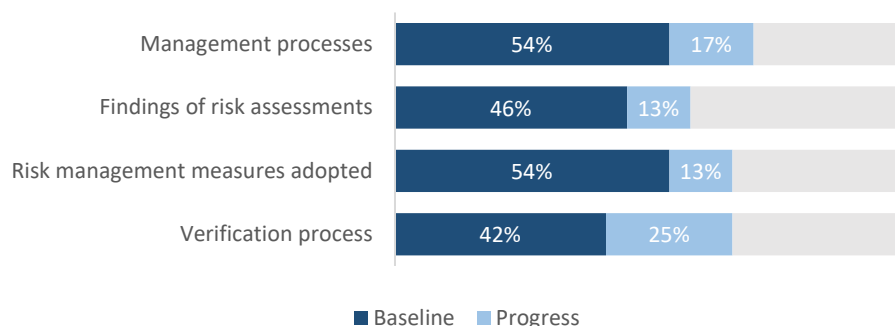 Management processes 54% 17%
Findings of risk assessments 46% 13%
Risk management measures adopted 54% 13%
Verification process 42% 25%
Baseline Progress